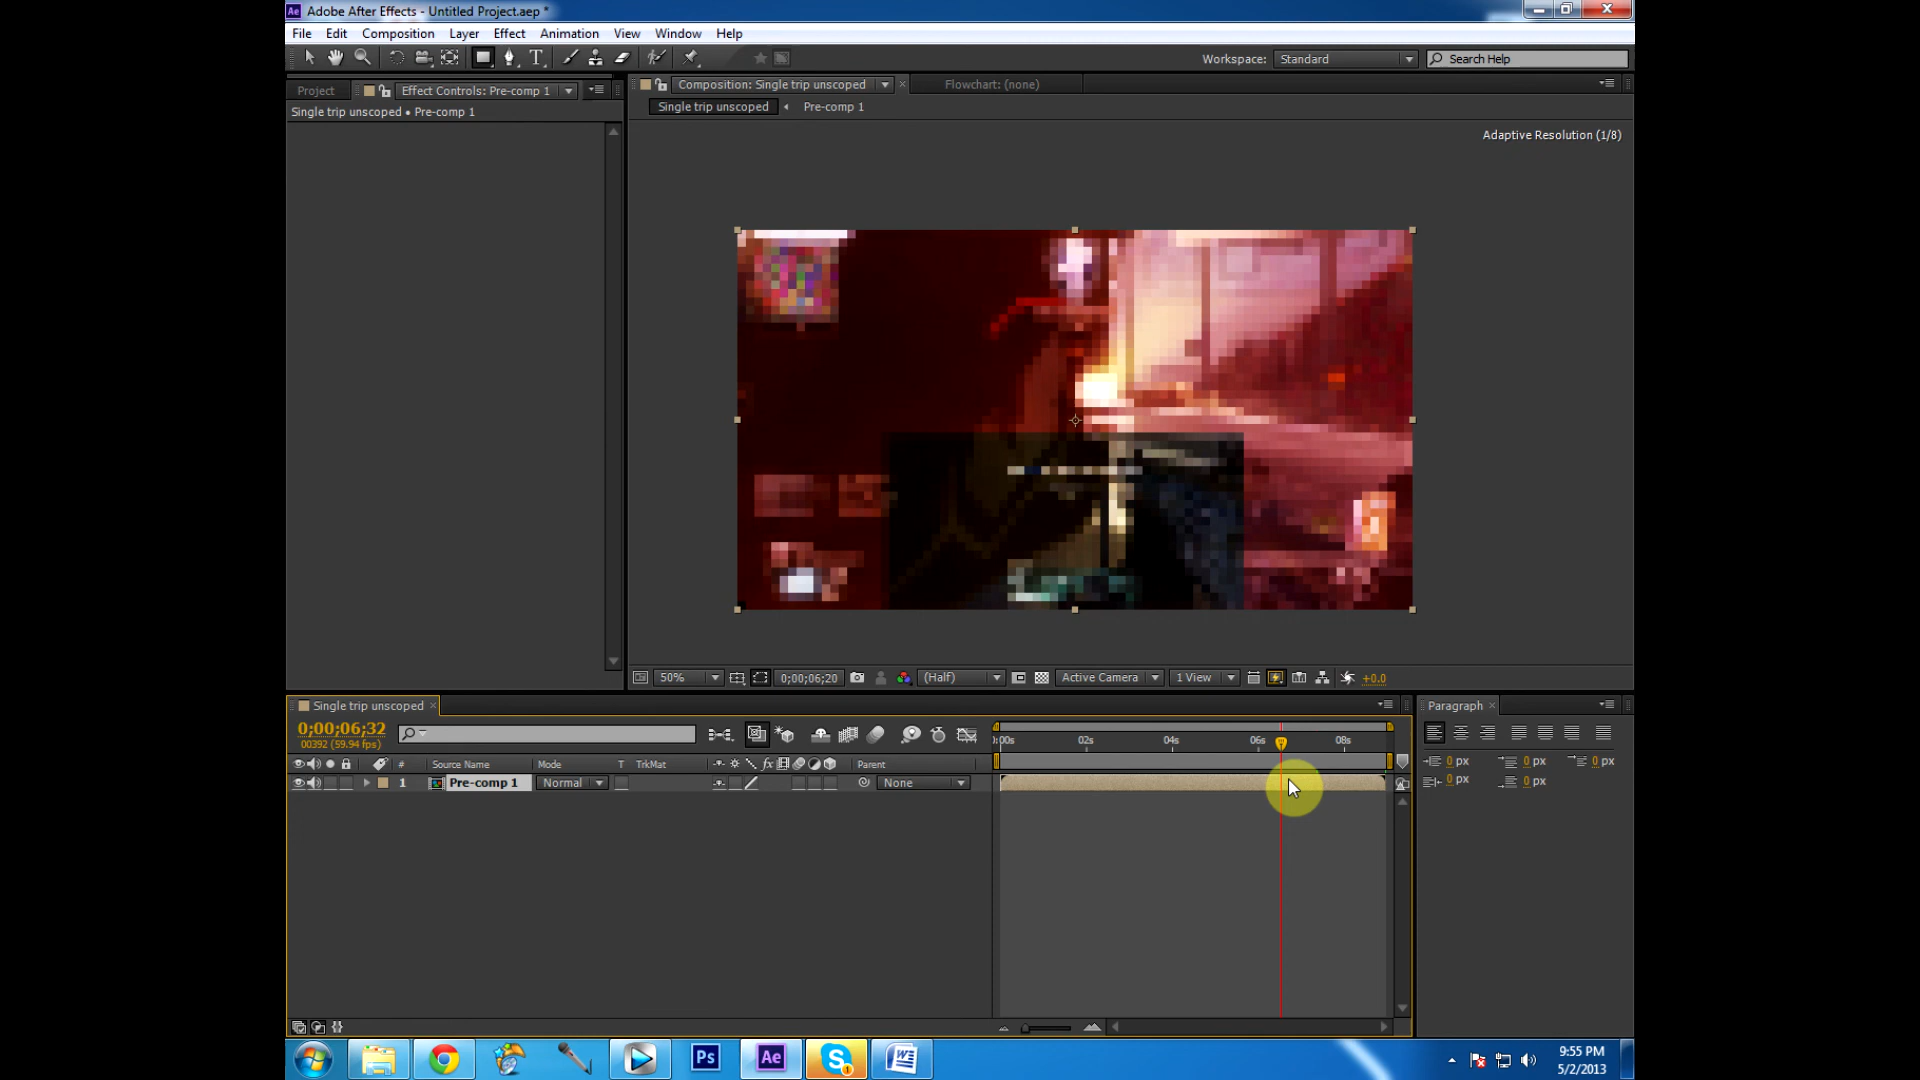 Adobe After Effects - Untitled Project.aep *
File Edit Composition Layer Effect Animation View Window Help
Workspace: Standard Search Help
Project Effect Controls: Pre-comp 1 Composition: Single trip unscoped Flowchart: (none)
Single trip unscoped • Pre-comp 1 Single trip unscoped Pre-comp 1
Adaptive Resolution (1/8)
50% 0;00;06;20 (Half) Active Camera 1 View +0.0
Single trip unscoped Paragraph
0;00;06;32
00392 (59.94 fps)
):00s 02s 04s 06s 08s
# Source Name Mode T TrkMat Parent
0 px 0 px 0 px
1 Pre-comp 1 Normal None
0 px 0 px
Ps Ae
9:55 PM
5/2/2013